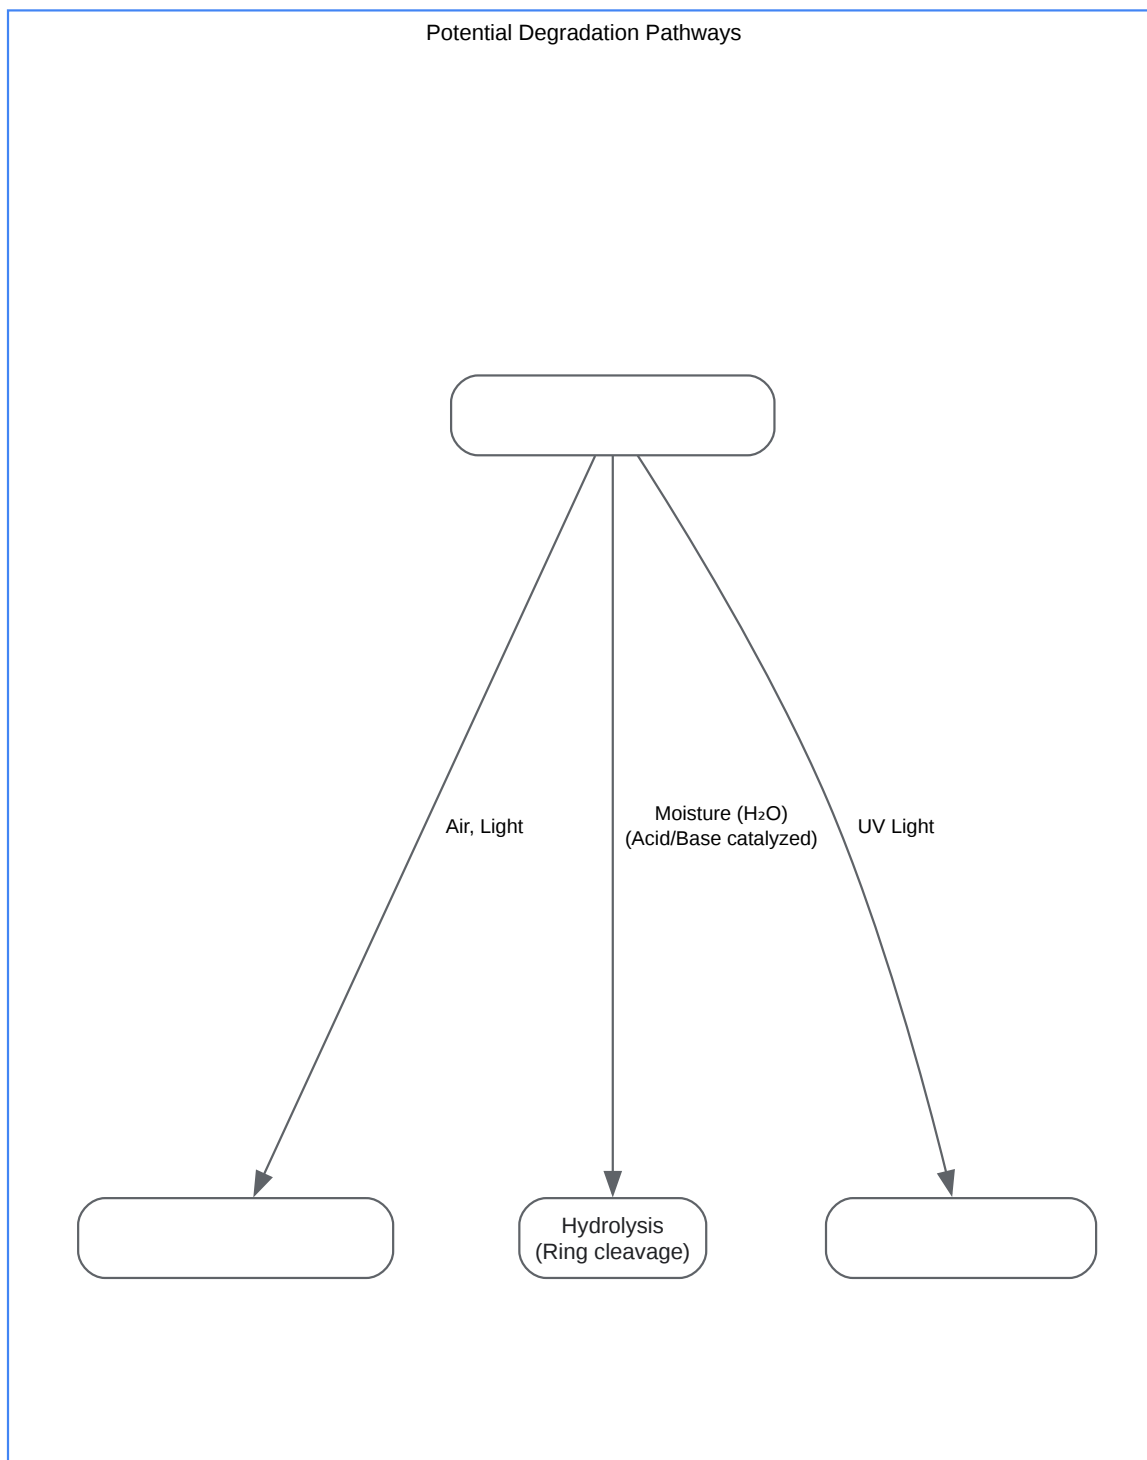 Potential Degradation Pathways
Air, Light
Moisture (H₂O)
(Acid/Base catalyzed)
UV Light
Hydrolysis
(Ring cleavage)